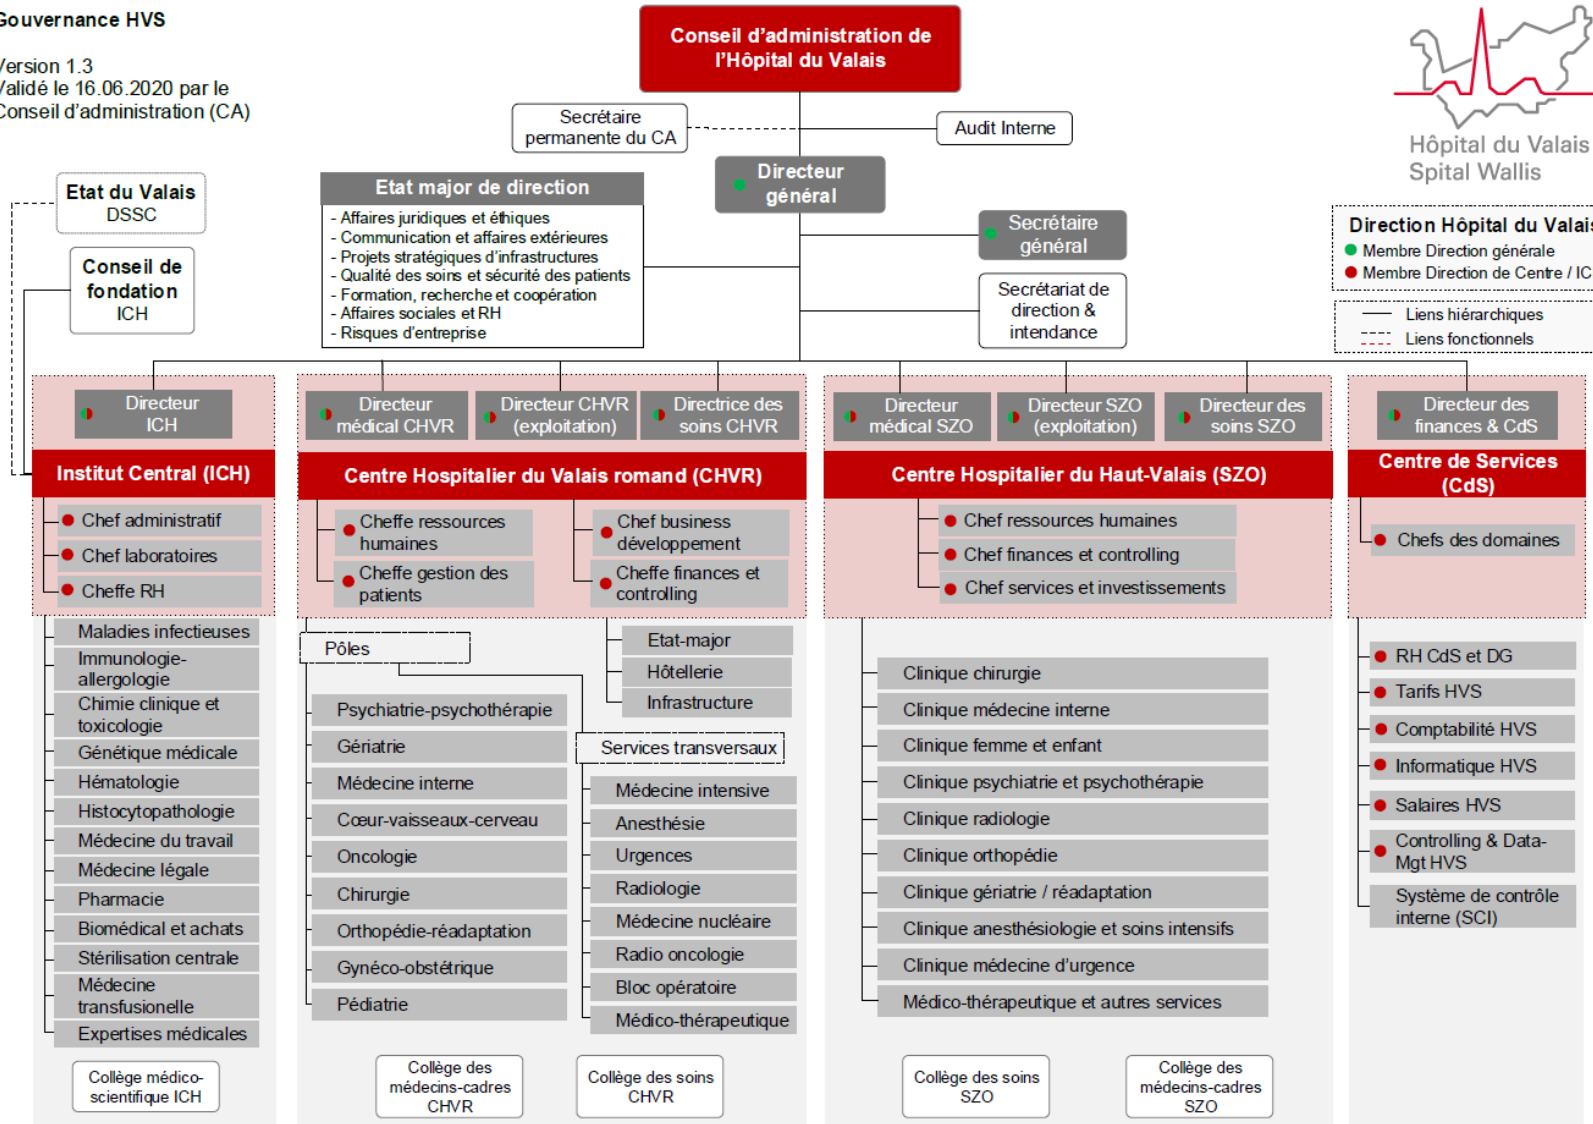 Gouvernance HVS
Version 1.3
Validé le 16.06.2020 par le
Conseil d'administration (CA)
Conseil d'administration de
l'Hôpital du Valais
Hôpital du Valais
Spital Wallis
Secrétaire
permanente du CA
Audit Interne
Directeur
général
Etat du Valais
DSSC
Conseil de
fondation
ICH
Etat major de direction
- Affaires juridiques et éthiques
- Communication et affaires extérieures
- Projets stratégiques d'infrastructures
- Qualité des soins et sécurité des patients
- Formation, recherche et coopération
- Affaires sociales et RH
- Risques d'entreprise
Secrétaire
général
Secrétariat de
direction &
intendance
Direction Hôpital du Valais
Membre Direction générale
Membre Direction de Centre / IC
Liens hiérarchiques
Liens fonctionnels
Directeur
ICH
Institut Central (ICH)
Chef administratif
Chef laboratoires
Cheffe RH
Maladies infectieuses
Immunologie-
allergologie
Chimie clinique et
toxicologie
Génétique médicale
Hématologie
Histocytopathologie
Médecine du travail
Médecine légale
Pharmacie
Biomédical et achats
Stérilisation centrale
Médecine
transfusionelle
Expertises médicales
Collège médico-
scientifique ICH
Directeur
médical CHVR
Directeur CHVR
(exploitation)
Directrice des
soins CHVR
Centre Hospitalier du Valais romand (CHVR)
Cheffe ressources
humaines
Cheffe gestion des
patients
Chef business
développement
Cheffe finances et
controlling
Etat-major
Hôtellerie
Infrastructure
Pôles
Psychiatrie-psychothérapie
Gériatrie
Médecine interne
Cœur-vaisseaux-cerveau
Oncologie
Chirurgie
Orthopédie-réadaptation
Gynéco-obstétrique
Pédiatrie
Services transversaux
Médecine intensive
Anesthésie
Urgences
Radiologie
Médecine nucléaire
Radio oncologie
Bloc opératoire
Médico-thérapeutique
Collège des
médecins-cadres
CHVR
Collège des soins
CHVR
Directeur
médical SZO
Directeur SZO
(exploitation)
Directeur des
soins SZO
Centre Hospitalier du Haut-Valais (SZO)
Chef ressources humaines
Chef finances et controlling
Chef services et investissements
Clinique chirurgie
Clinique médecine interne
Clinique femme et enfant
Clinique psychiatrie et psychothérapie
Clinique radiologie
Clinique orthopédie
Clinique gériatrie / réadaptation
Clinique anesthésiologie et soins intensifs
Clinique médecine d'urgence
Médico-thérapeutique et autres services
Collège des soins
SZO
Collège des
médecins-cadres
SZO
Directeur des
finances & CdS
Centre de Services
(CdS)
Chefs des domaines
RH CdS et DG
Tarifs HVS
Comptabilité HVS
Informatique HVS
Salaires HVS
Controlling & Data-
Mgt HVS
Système de contrôle
interne (SCI)